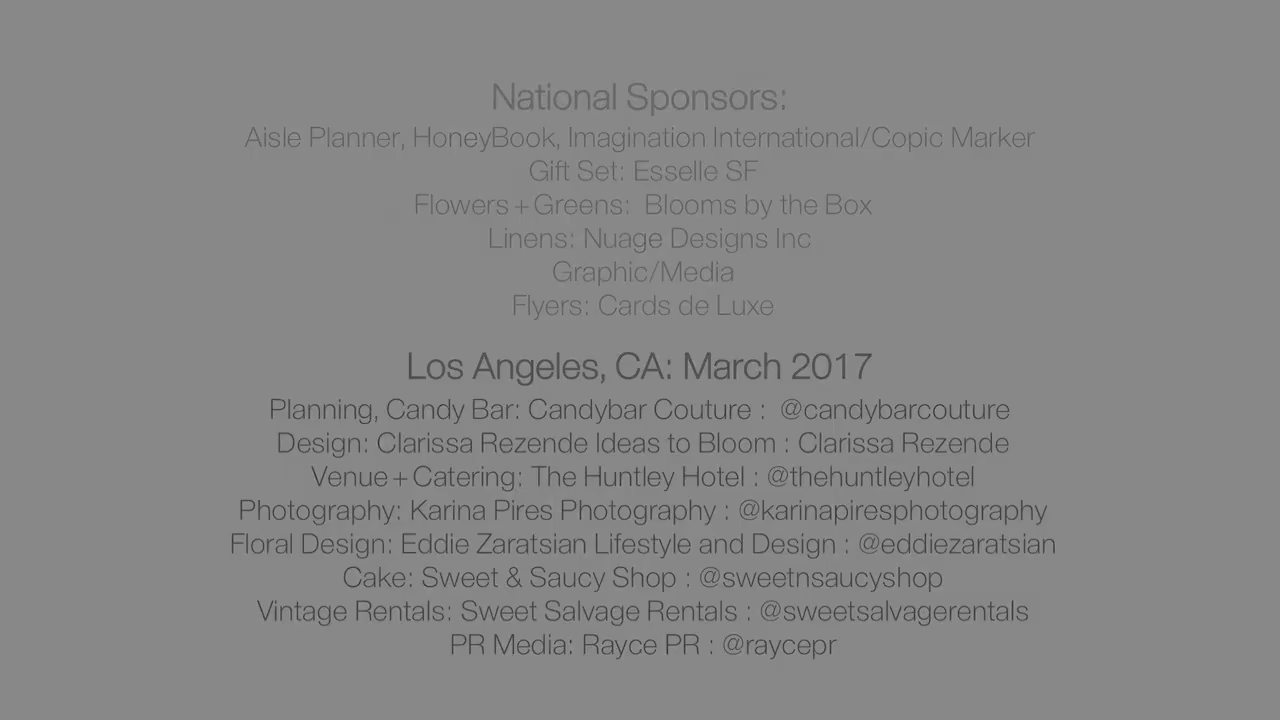 National Sponsors:
Aisle Planner, HoneyBook, Imagination International/Copic Marker
Gift Set: Esselle SF
Flowers + Greens: Blooms by the Box
Linens: Nuage Designs Inc
Graphic/Media
Flyers: Cards de Luxe
Los Angeles, CA: March 2017
Planning, Candy Bar: Candybar Couture : @candybarcouture
Design: Clarissa Rezende Ideas to Bloom : Clarissa Rezende
Venue + Catering: The Huntley Hotel : @thehuntleyhotel
Photography: Karina Pires Photography : @karinapiresphotography
Floral Design: Eddie Zaratsian Lifestyle and Design : @eddiezaratsian
Cake: Sweet & Saucy Shop : @sweetnsaucyshop
Vintage Rentals: Sweet Salvage Rentals : @sweetsalvagerentals
PR Media: Rayce PR : @raycepr